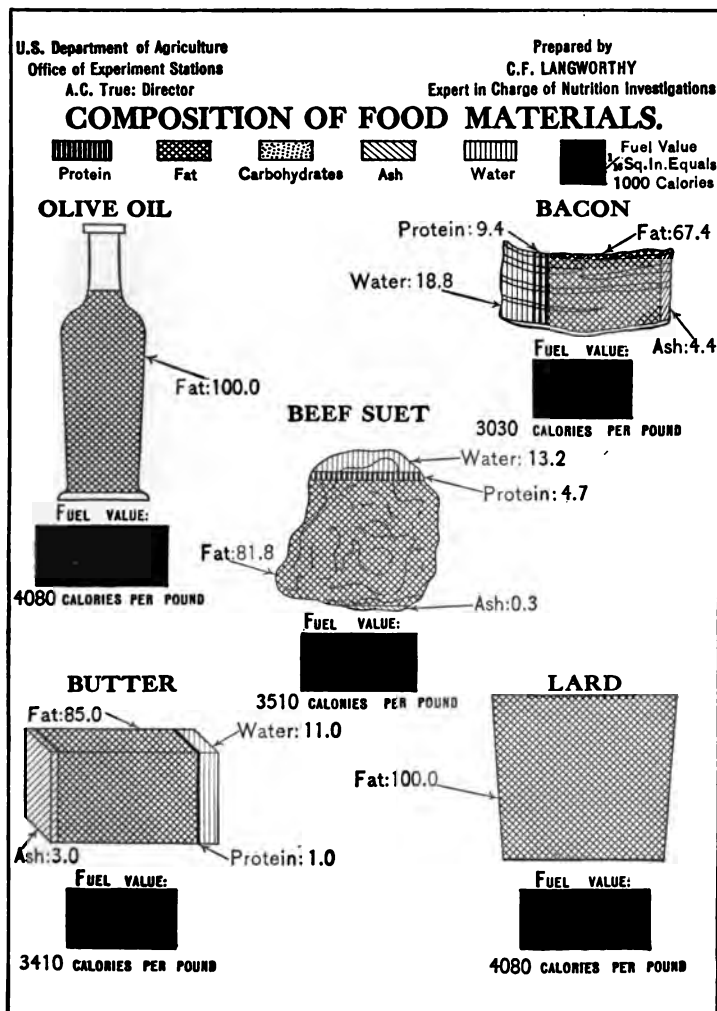 U.S. Department of Agriculture
Office of Experiment Stations
A.C. True: Director
Prepared by
C.F. LANGWORTHY
Expert in Charge of Nutrition Investigations
COMPOSITION OF FOOD MATERIALS.
Protein
Fat
Carbohydrates
Ash
Water
Fuel Value
1/16 Sq.In.Equals
1000 Calories
OLIVE OIL
Fat:100.0
FUEL VALUE:
4080 CALORIES PER POUND
BACON
Protein:9.4
Fat:67.4
Water:18.8
Ash:4.4
FUEL VALUE:
3030 CALORIES PER POUND
BEEF SUET
Water:13.2
Protein:4.7
Fat:81.8
Ash:0.3
FUEL VALUE:
3510 CALORIES PER POUND
BUTTER
Fat:85.0
Water:11.0
Ash:3.0
Protein:1.0
FUEL VALUE:
3410 CALORIES PER POUND
LARD
Fat:100.0
FUEL VALUE:
4080 CALORIES PER POUND